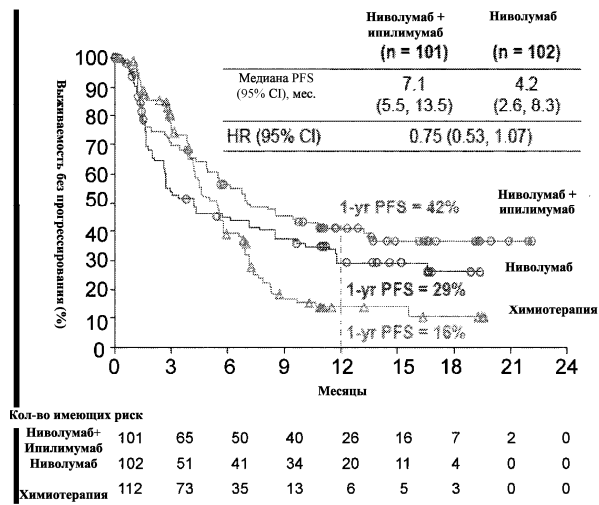 Ниволумаб + ипилимумаб (n = 101)
Ниволумаб (n = 102)
Медиана PFS (95% CI), мес.
7.1 (5.5, 13.5)
4.2 (2.6, 8.3)
HR (95% CI)
0.75 (0.53, 1.07)
Выживаемость без прогрессирования (%)
100
90
80
70
60
50
40
30
20
10
0
1-yr PFS = 42%
Ниволумаб + ипилимумаб
Ниволумаб
1-yr PFS = 29%
Химиотерапия
1-yr PFS = 16%
0 3 6 9 12 15 18 21 24
Месяцы
Кол-во имеющих риск
Ниволумаб+ Ипилимумаб 101 65 50 40 26 16 7 2 0
Ниволумаб 102 51 41 34 20 11 4 0 0
Химиотерапия 112 73 35 13 6 5 3 0 0